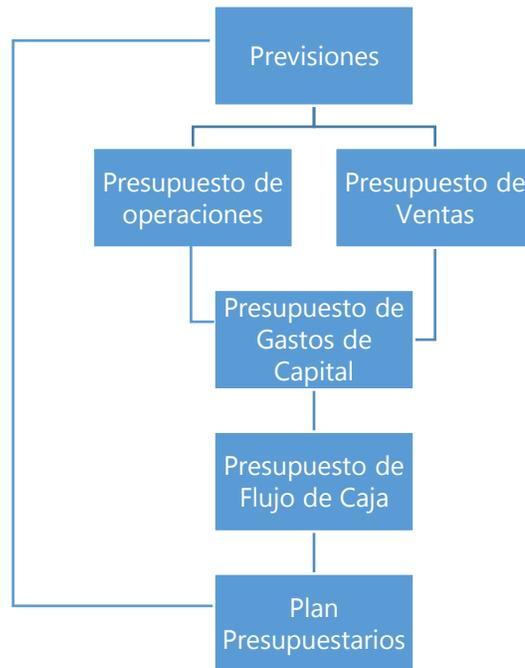 Previsiones
Presupuesto de
operaciones
Presupuesto de
Ventas
Presupuesto de
Gastos de
Capital
Presupuesto de
Flujo de Caja
Plan
Presupuestarios